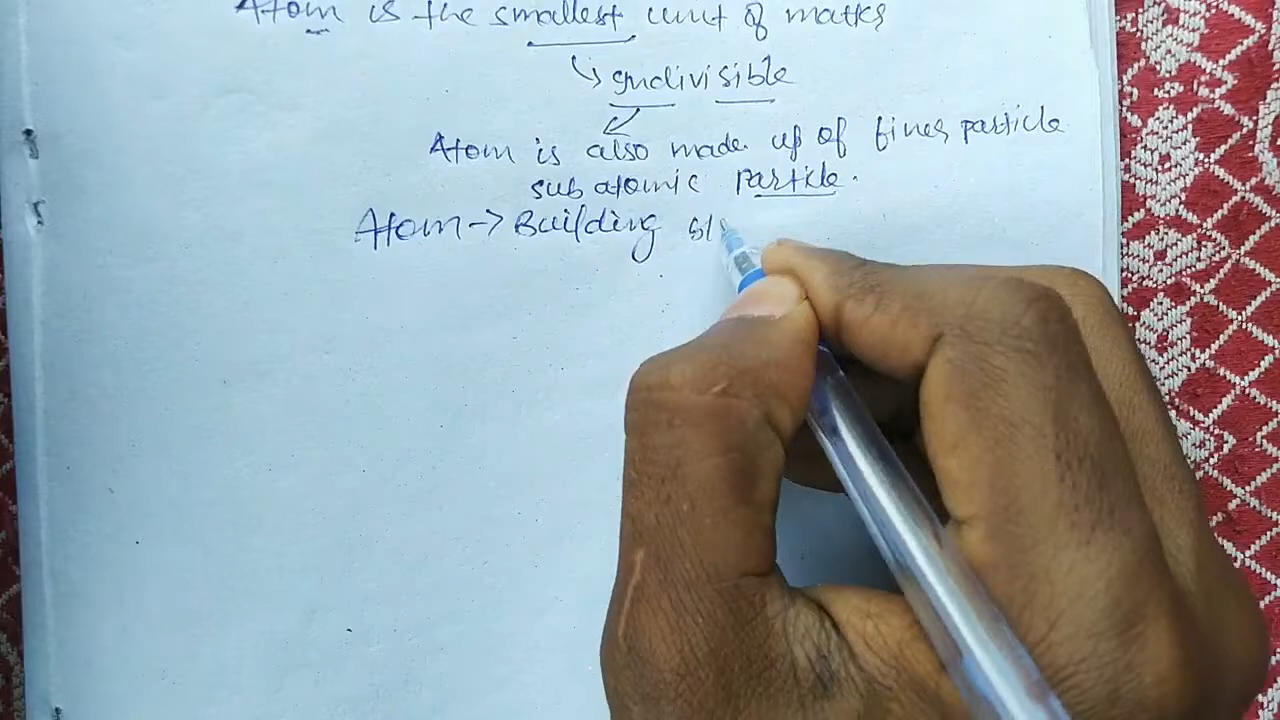 Atom is the smallest unit of matter
↳ Indivisible
Atom is also made up of finer particle
sub atomic particle.
Atom → Building bl